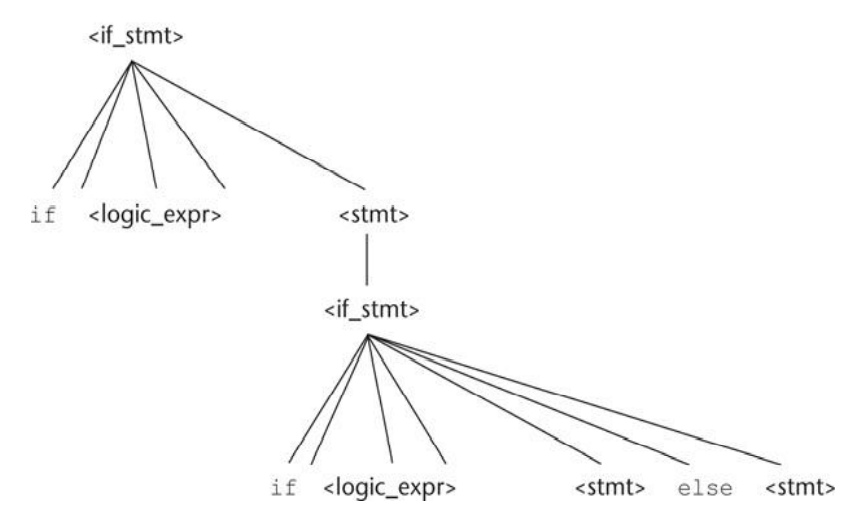 <if_stmt>
if <logic_expr> <stmt>
<if_stmt>
if <logic_expr> <stmt> else <stmt>